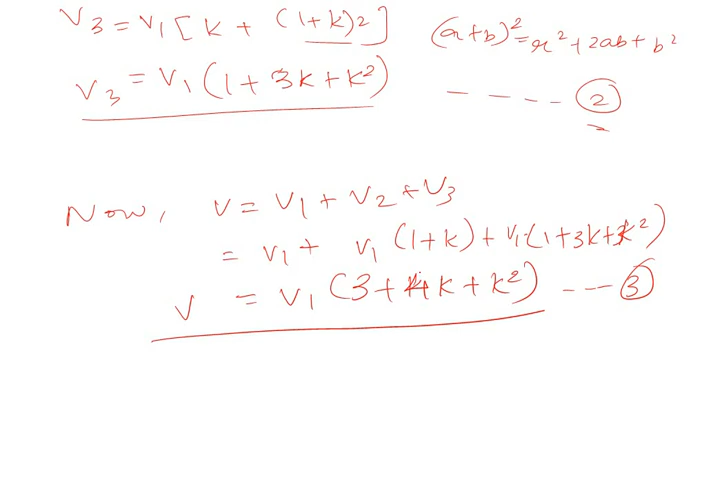 V3 = V1 [ K + (1+K)2 ] (a+b)² = a² + 2ab + b²
V3 = V1 (1 + 3K + K²) ---- ②
Now, V = V1 + V2 + V3
= V1 + V1 (1+K) + V1 (1+3K+K²)
V = V1 (3+4K+K²) --- ③